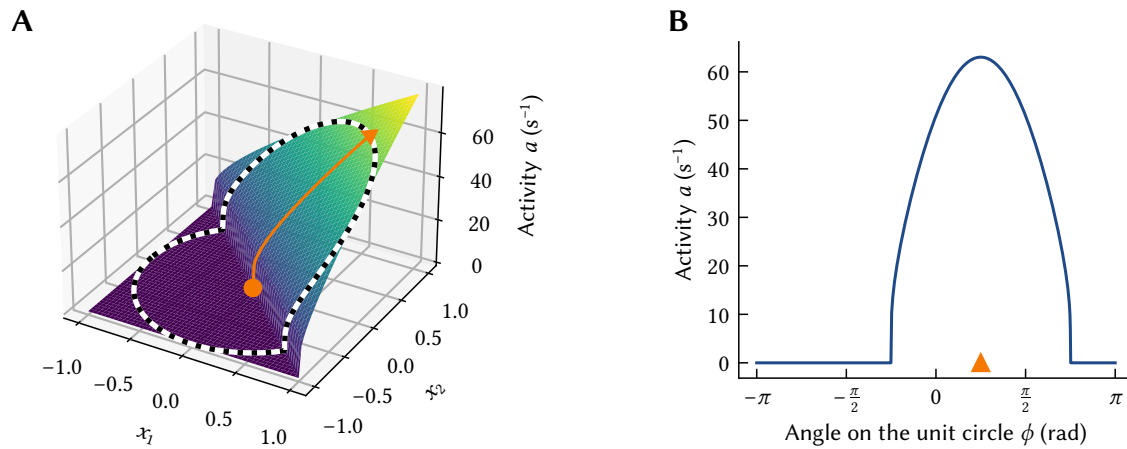 A
Activity a (s⁻¹)
60
40
20
0
−1.0
−0.5
0.0
0.5
1.0
x₁
−1.0
−0.5
0.0
0.5
1.0
x₂
B
Activity a (s⁻¹)
60
50
40
30
20
10
0
−π
−π/2
0
π/2
π
Angle on the unit circle ϕ (rad)